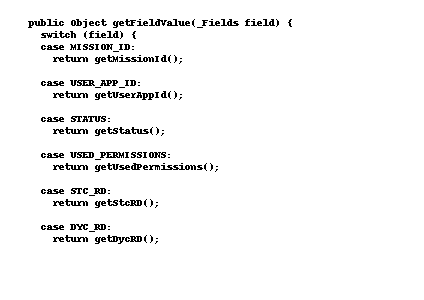 public Object getFieldValue(_Fields field) {
switch (field) {
case MISSION_ID:
return getMissionId();
case USER_APP_ID:
return getUserAppId();
case STATUS:
return getStatus();
case USED_PERMISSIONS:
return getUsedPermissions();
case STC_RD:
return getStcRD();
case DYC_RD:
return getDycRD();